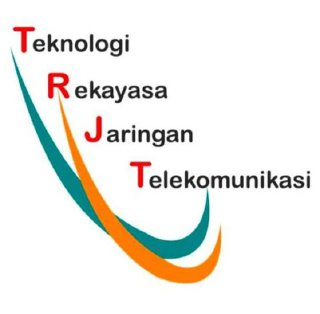 Teknologi
Rekayasa
Jaringan
Telekomunikasi